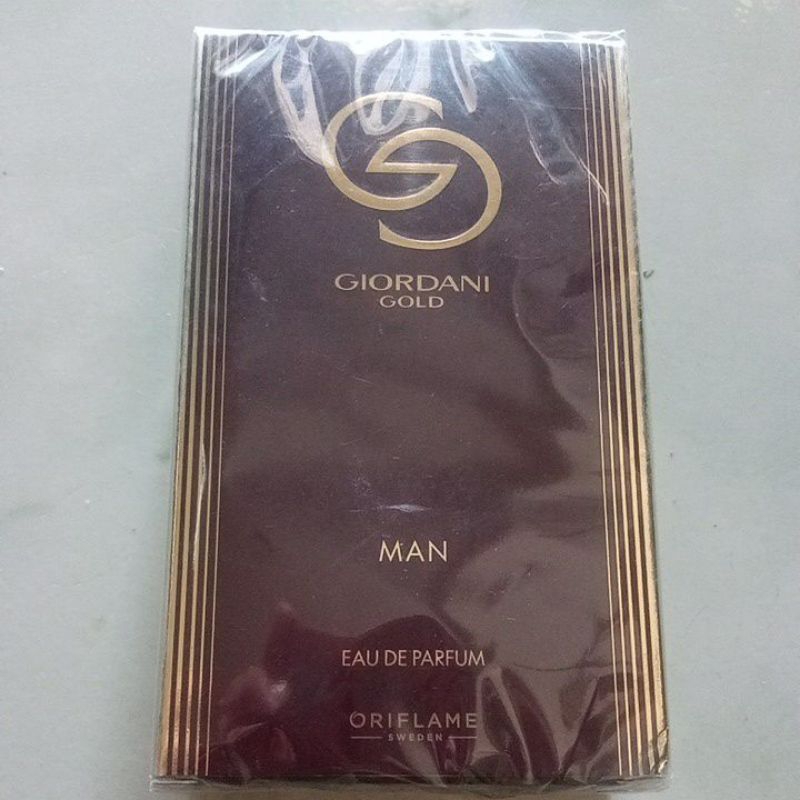 GIORDANI
GOLD
MAN
EAU DE PARFUM
ORIFLAME
SWEDEN